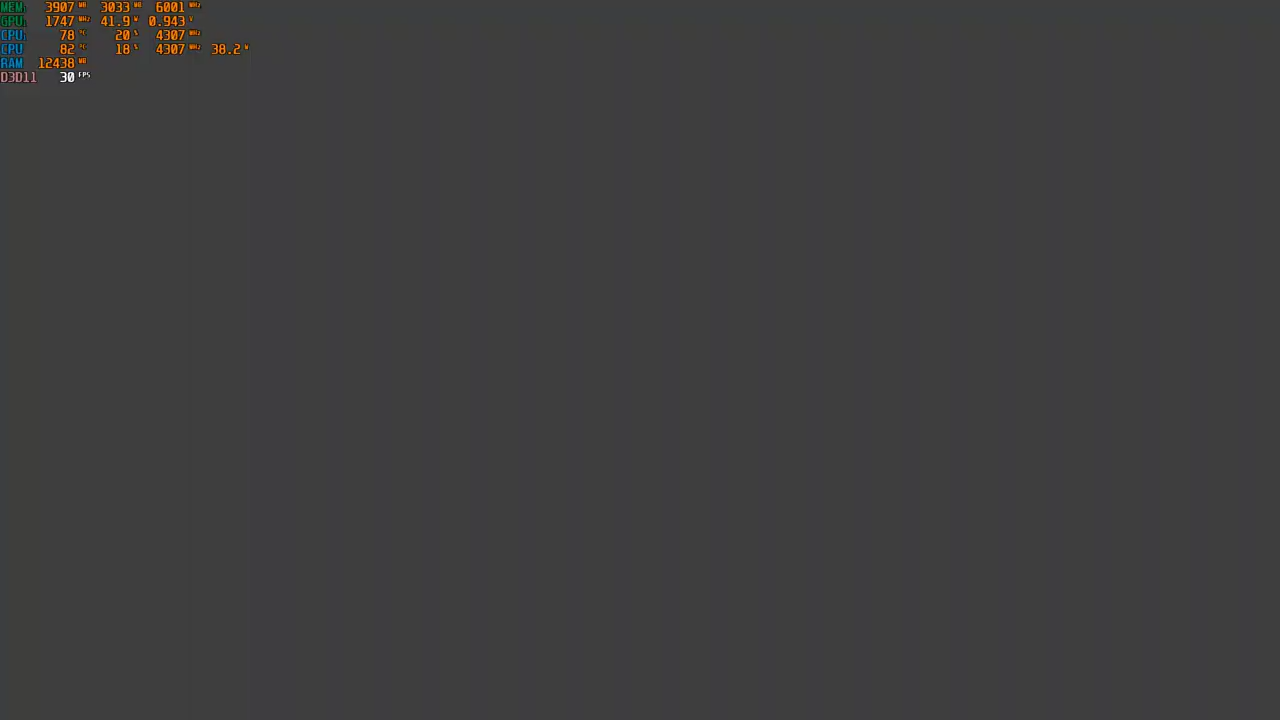 MEM 3907 MB 3033 MB 6001 MHz
GPU 1747 MHz 41.9 W 0.943 V
CPU 78 °C 20 % 4307 MHz
CPU 82 °C 18 % 4307 MHz 38.2 W
RAM 12438 MB
D3D11 30 FPS